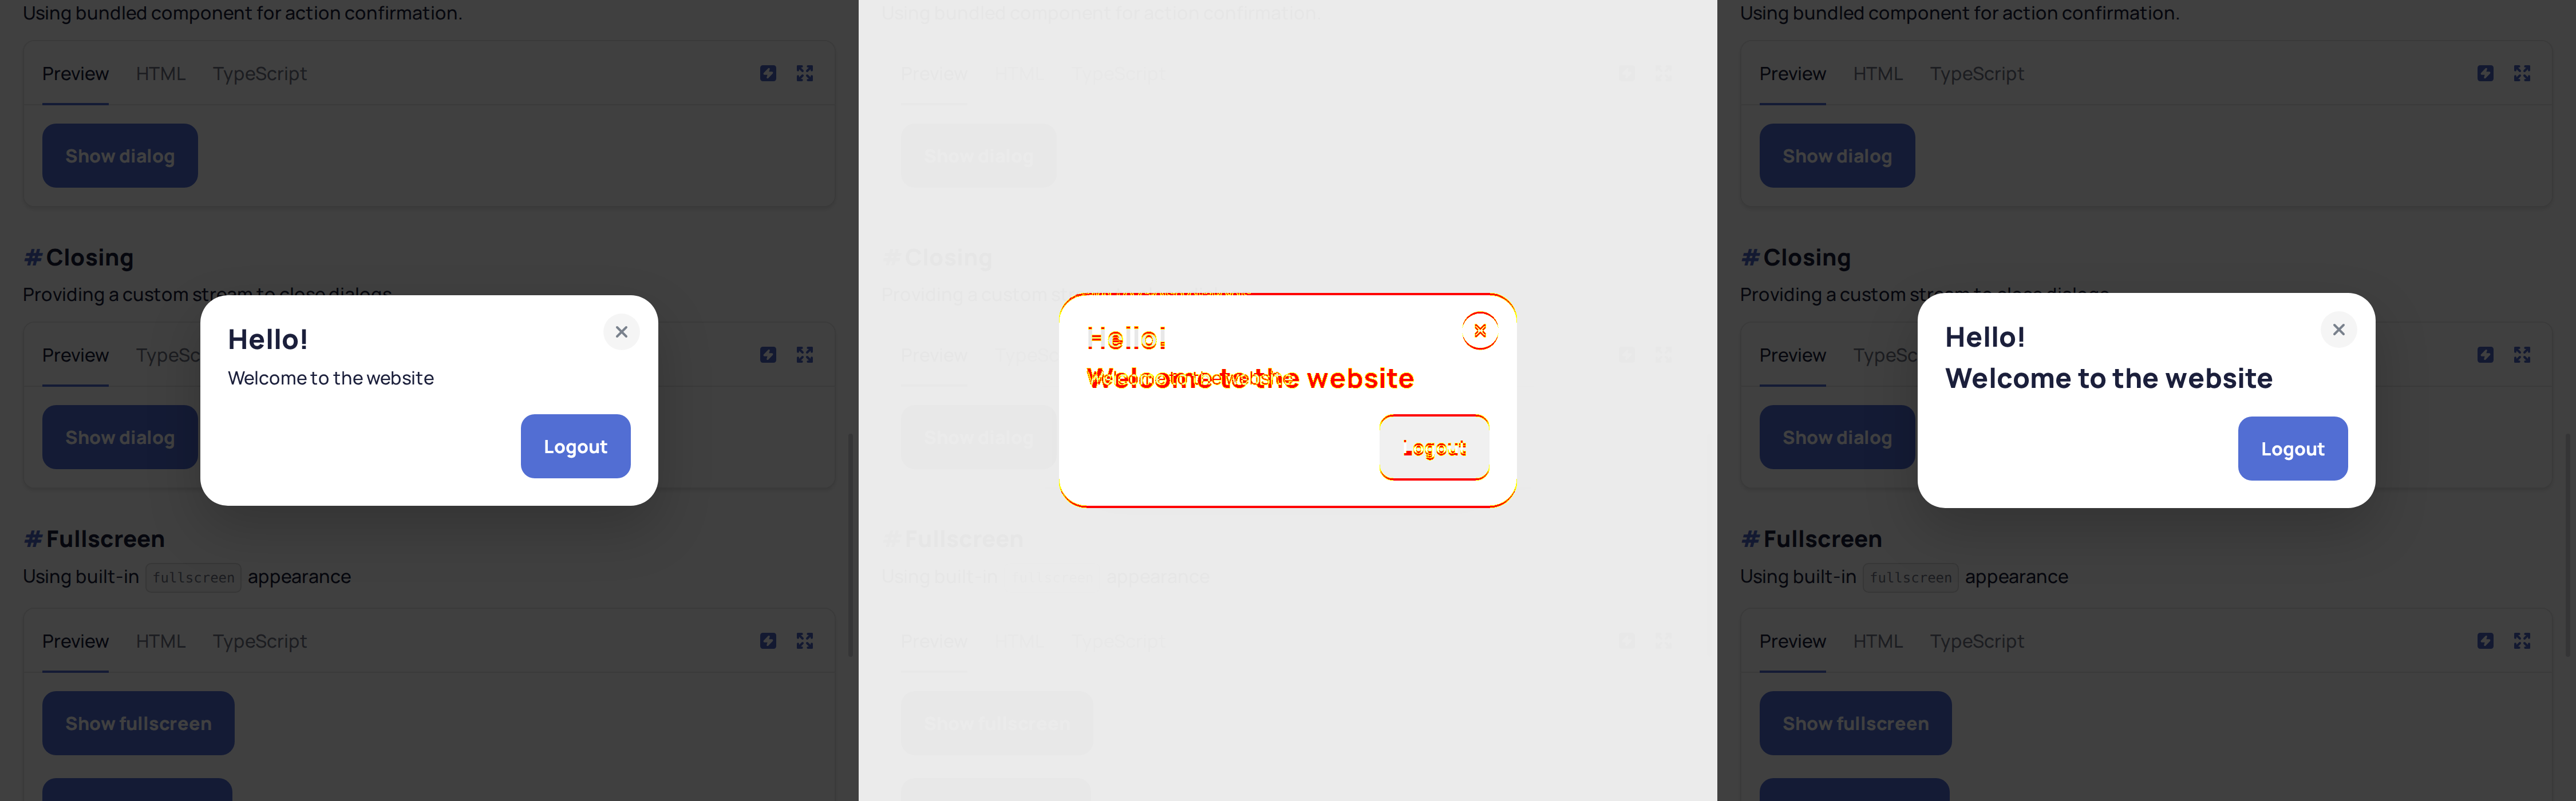 Using bundled component for action confirmation.
Preview HTML TypeScript
Show dialog
#Closing
Providing a custom stream to close dialogs
Preview TypeSc
Show dialog
Hello!
Welcome to the website
Logout
#Fullscreen
Using built-in fullscreen appearance
Preview HTML TypeScript
Show fullscreen
Using bundled component for action confirmation.
Preview HTML TypeScript
Show dialog
#Closing
Providing a custom
Preview TypeSc
Show dialog
Hello!
Welcome to the website
Logout
#Fullscreen
Using built-in fullscreen appearance
Preview HTML TypeScript
Show fullscreen
Using bundled component for action confirmation.
Preview HTML TypeScript
Show dialog
#Closing
Providing a custom stream to close dialogs
Preview TypeSc
Show dialog
Hello!
Welcome to the website
Logout
#Fullscreen
Using built-in fullscreen appearance
Preview HTML TypeScript
Show fullscreen